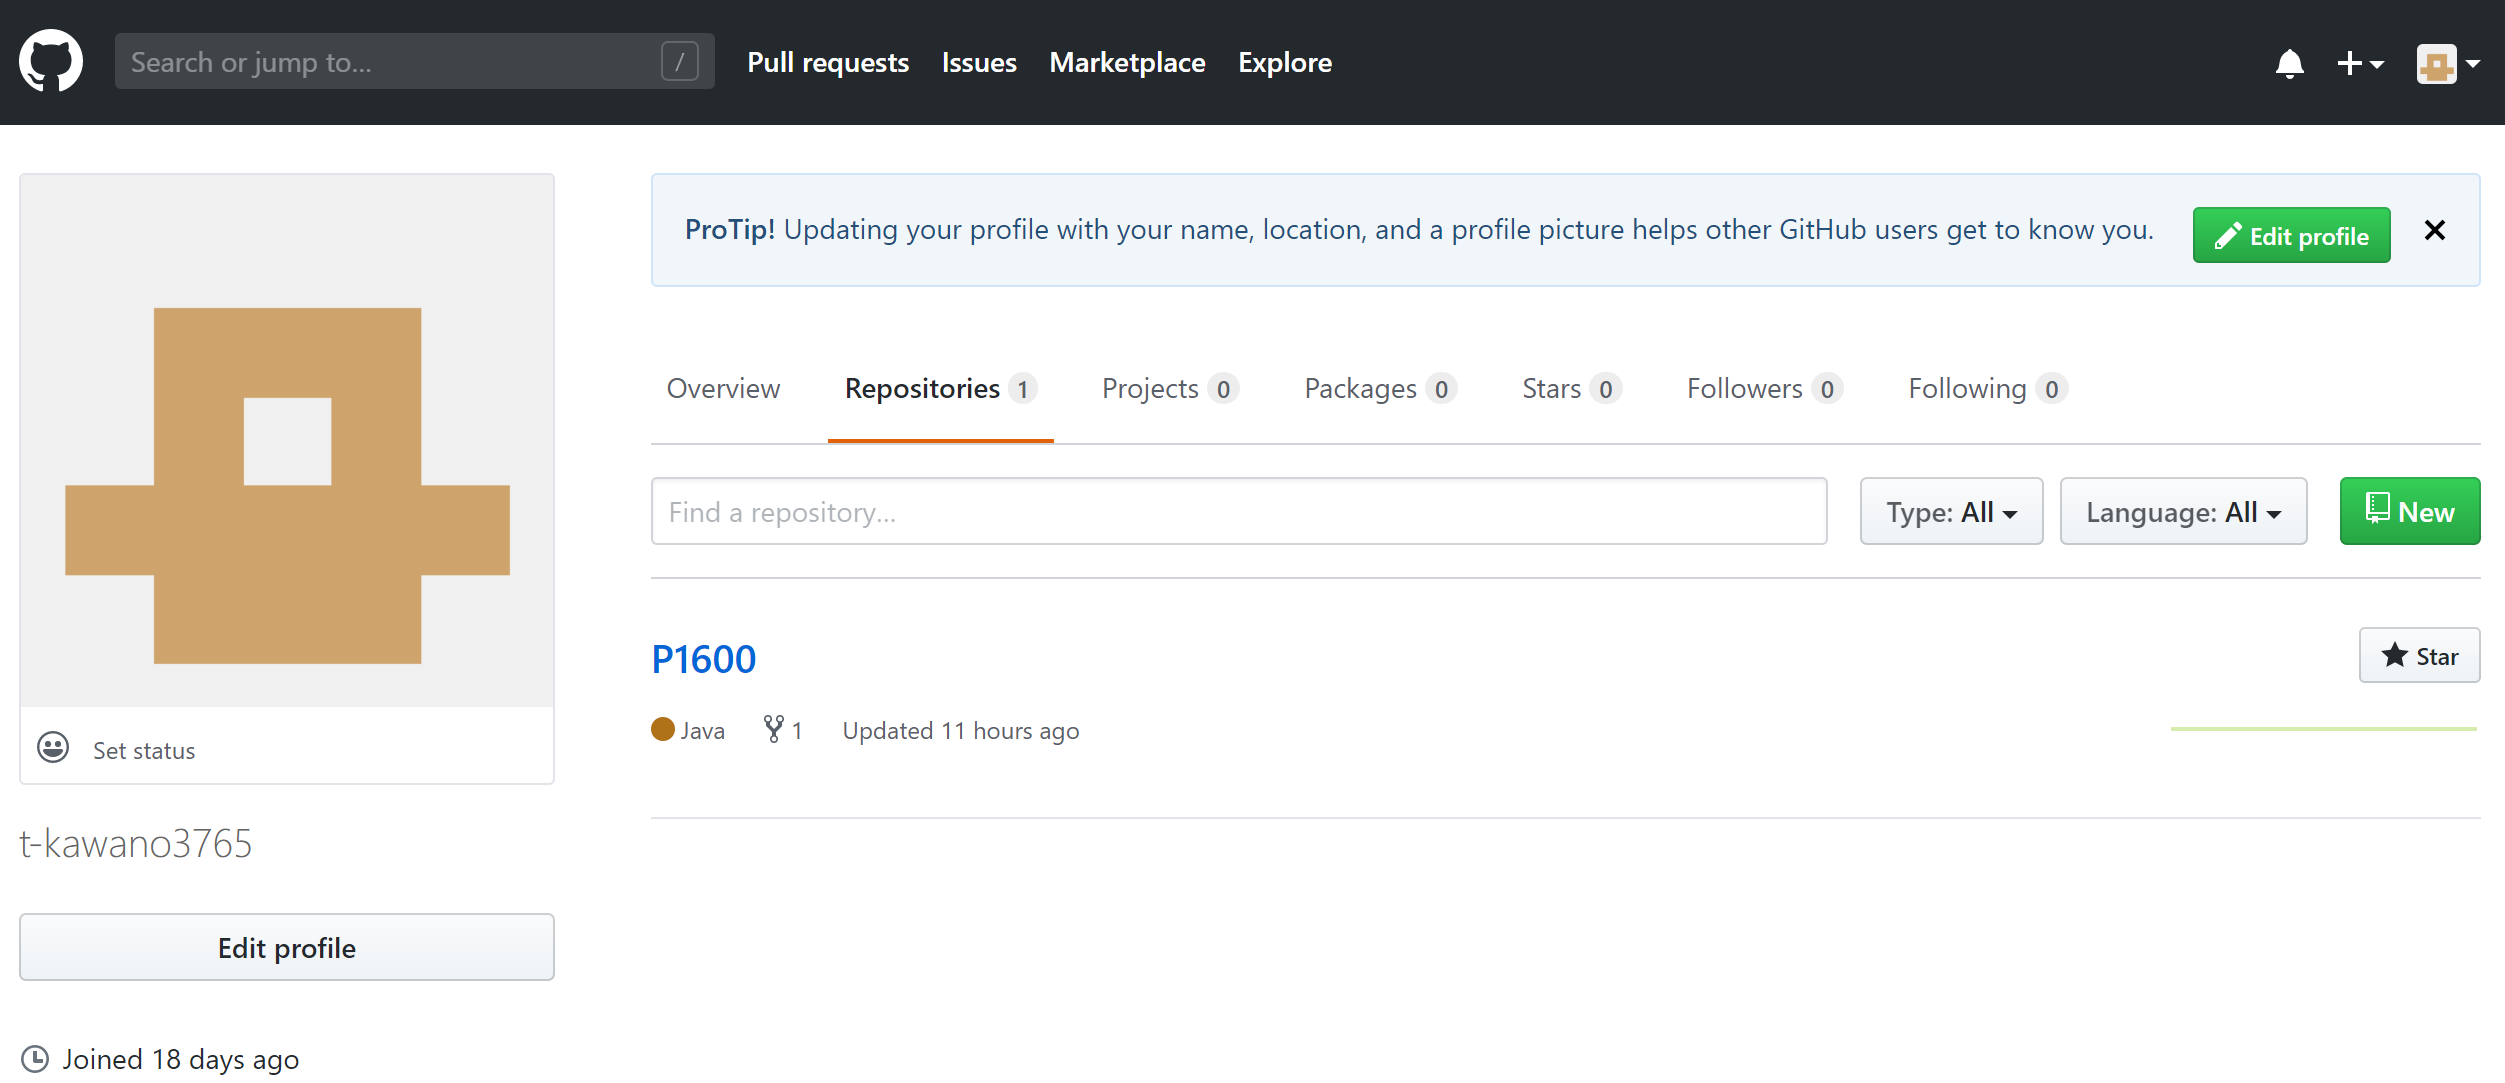 Search or jump to... /
Pull requests Issues Marketplace Explore
ProTip! Updating your profile with your name, location, and a profile picture helps other GitHub users get to know you.
Edit profile
Overview Repositories 1 Projects 0 Packages 0 Stars 0 Followers 0 Following 0
Find a repository...
Type: All
Language: All
New
P1600
Star
Java 1 Updated 11 hours ago
Set status
t-kawano3765
Edit profile
Joined 18 days ago